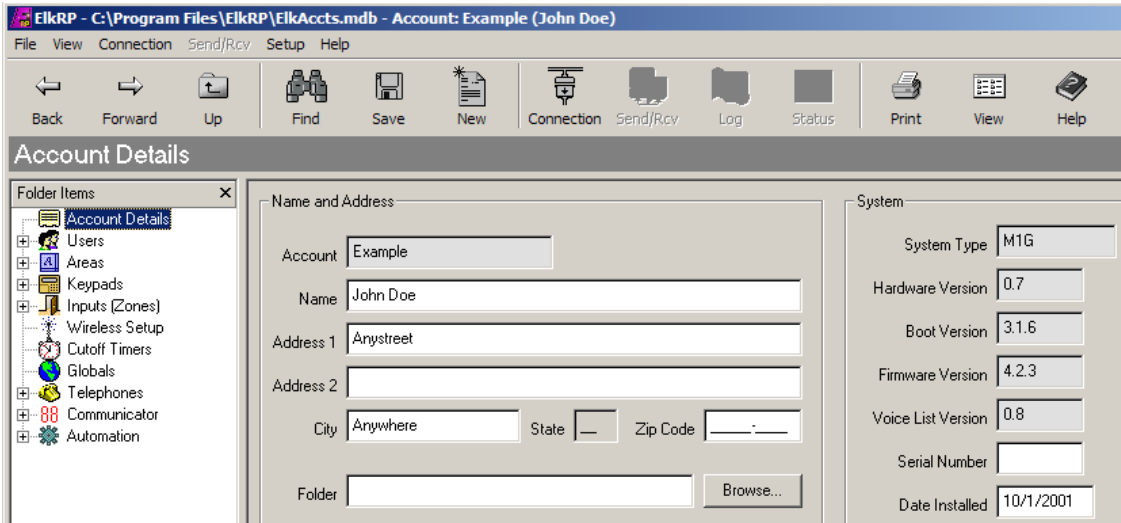 ElkRP - C:\Program Files\ElkRP\ElkAccts.mdb - Account: Example (John Doe)
File View Connection Send/Rcv Setup Help
Back Forward Up Find Save New Connection Send/Rcv Log Status Print View Help
Account Details
Folder Items
Account Details
Users
Areas
Keypads
Inputs (Zones)
Wireless Setup
Cutoff Timers
Globals
Telephones
88 Communicator
Automation
Name and Address
Account Example
Name John Doe
Address 1 Anystreet
Address 2
City Anywhere State __ Zip Code _____-____
Folder Browse...
System
System Type M1G
Hardware Version 0.7
Boot Version 3.1.6
Firmware Version 4.2.3
Voice List Version 0.8
Serial Number
Date Installed 10/1/2001